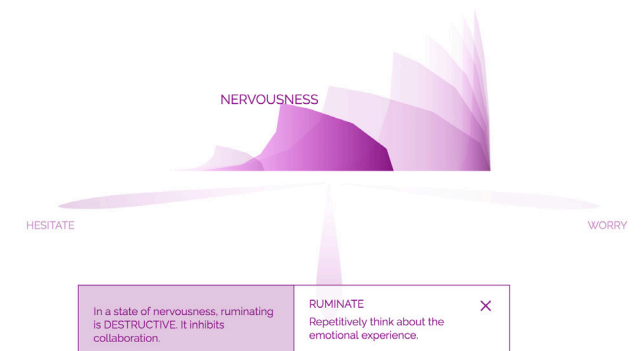 NERVOUSNESS
HESITATE
WORRY
In a state of nervousness, ruminating
is DESTRUCTIVE. It inhibits
collaboration.
RUMINATE
Repetitively think about the
emotional experience.